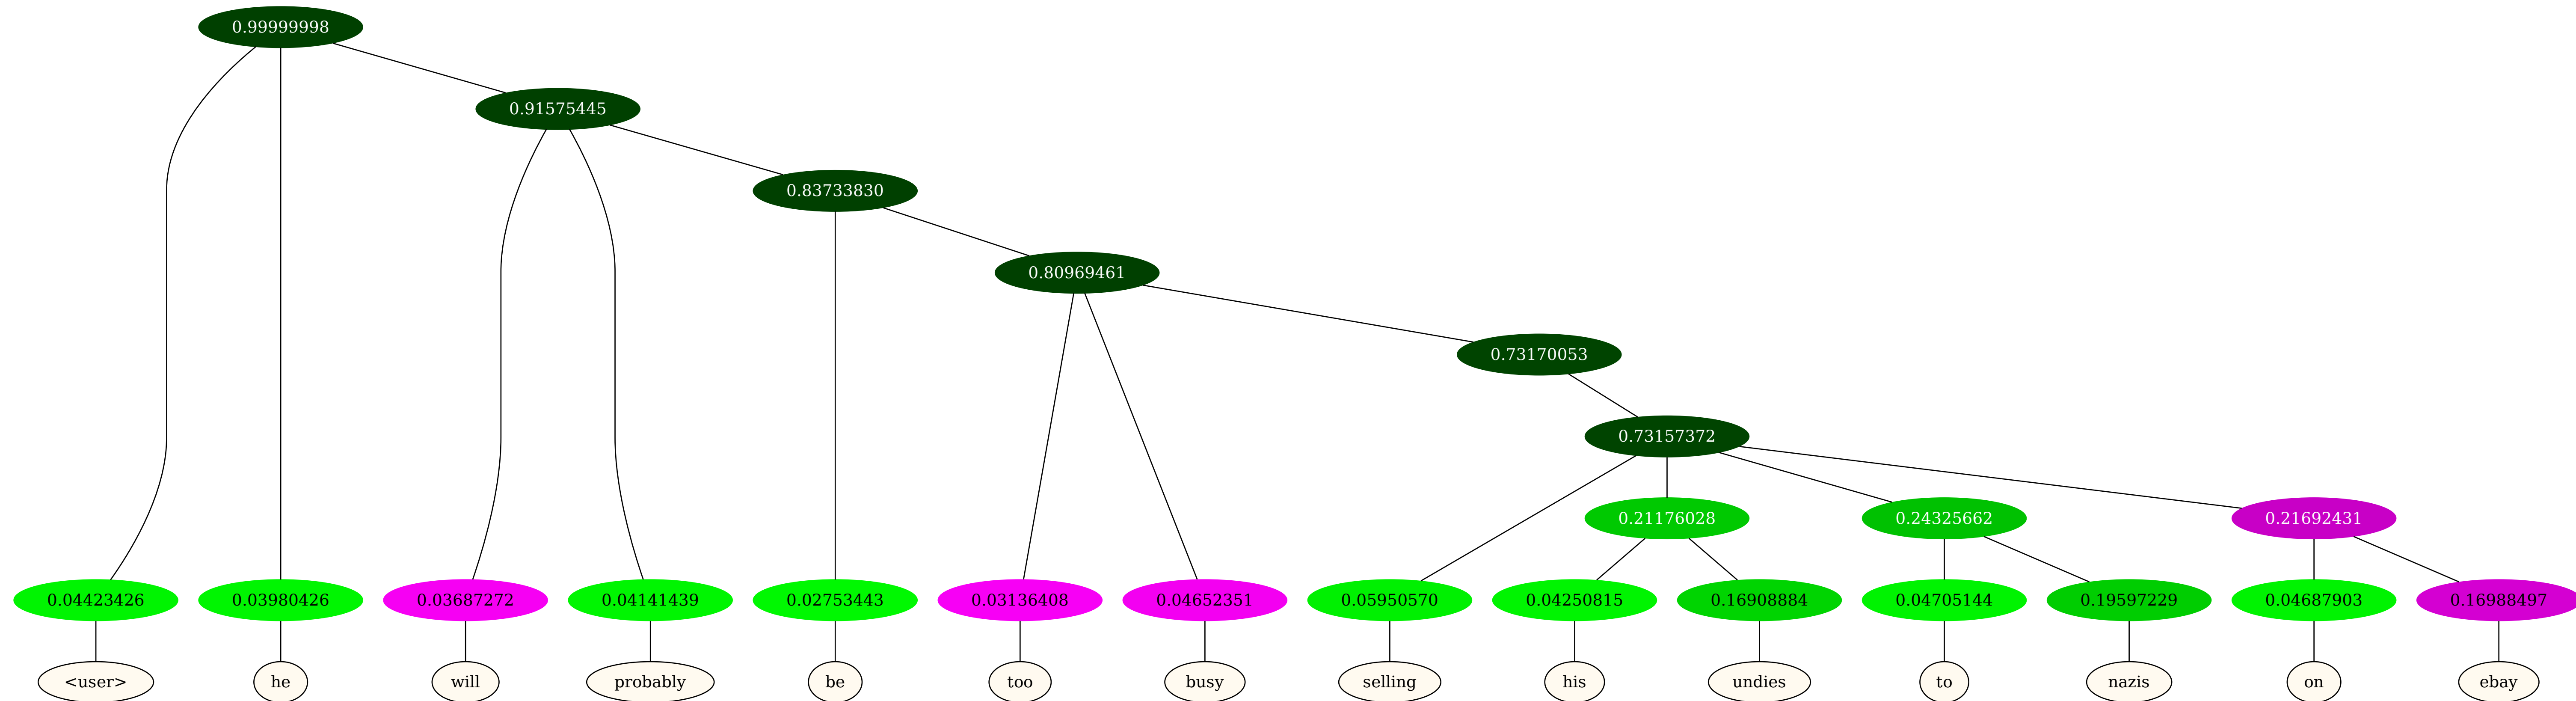 0.99999998
0.91575445
0.83733830
0.80969461
0.73170053
0.73157372
0.21176028 0.24325662 0.21692431
0.04423426 0.03980426 0.03687272 0.04141439 0.02753443 0.03136408 0.04652351 0.05950570 0.04250815 0.16908884 0.04705144 0.19597229 0.04687903 0.16988497
<user> he will probably be too busy selling his undies to nazis on ebay